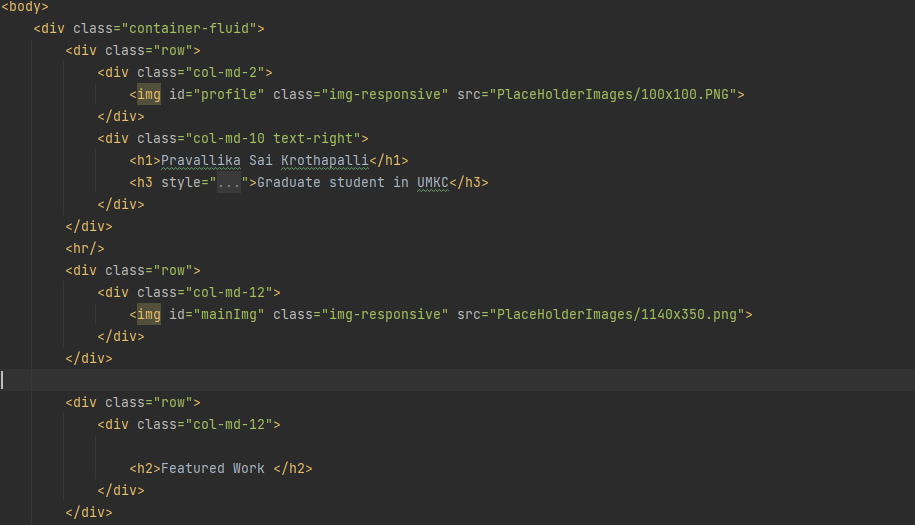 <body>
    <div class="container-fluid">
        <div class="row">
            <div class="col-md-2">
                <img id="profile" class="img-responsive" src="PlaceHolderImages/100x100.PNG">
            </div>
            <div class="col-md-10 text-right">
                <h1>Pravallika Sai Krothapalli</h1>
                <h3 style="...">Graduate student in UMKC</h3>
            </div>
        </div>
        <hr/>
        <div class="row">
            <div class="col-md-12">
                <img id="mainImg" class="img-responsive" src="PlaceHolderImages/1140x350.png">
            </div>
        </div>
        <div class="row">
            <div class="col-md-12">
                <h2>Featured Work </h2>
            </div>
        </div>